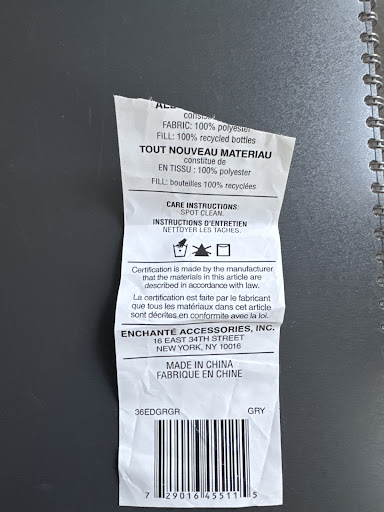 FABRIC: 100% polyester
FILL: 100% recycled bottles
TOUT NOUVEAU MATERIAU
constitue de
EN TISSU : 100% polyester
FILL: bouteilles 100% recyclées
CARE INSTRUCTIONS:
SPOT CLEAN.
INSTRUCTIONS D'ENTRETIEN
NETTOYER LES TACHES.
Certification is made by the manufacturer
that the materials in this article are
described in accordance with law.
La certification est faite par le fabricant
que tous les matériaux dans cet article
sont décrites en conformité avec la loi.
ENCHANTÉ ACCESSORIES, INC.
16 EAST 34TH STREET
NEW YORK, NY 10016
MADE IN CHINA
FABRIQUE EN CHINE
36EDGRGR GRY
7 29016 45511 5